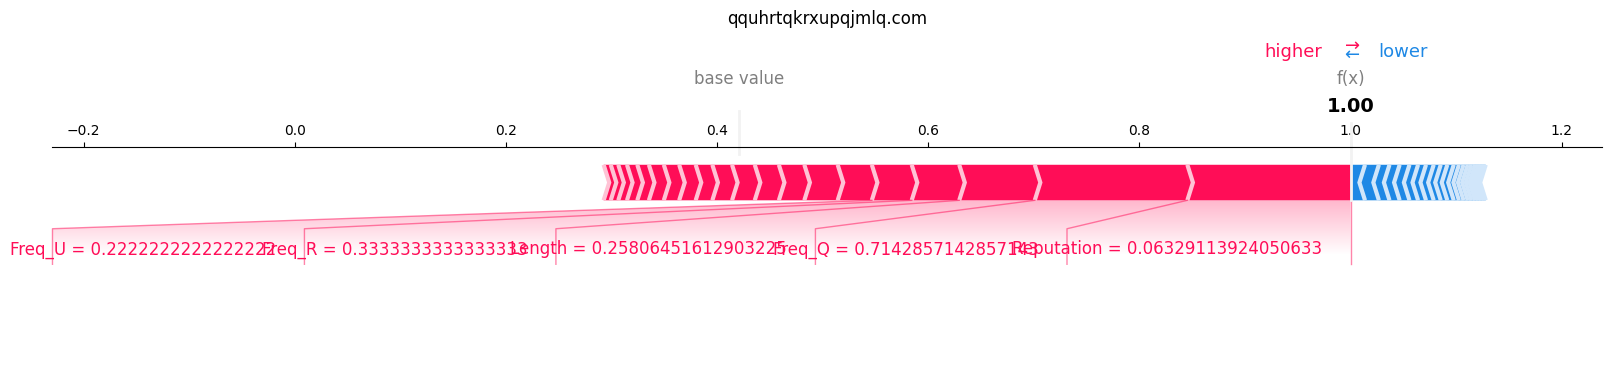 qquhrtqkrxupqjmlq.com
higher ⇄ lower
base value f(x)
1.00
−0.2 0.0 0.2 0.4 0.6 0.8 1.0 1.2
Freq_U = 0.2222222222222222 Freq_R = 0.3333333333333333 Length = 0.25806451612903225 Freq_Q = 0.7142857142857143 Reputation = 0.06329113924050633